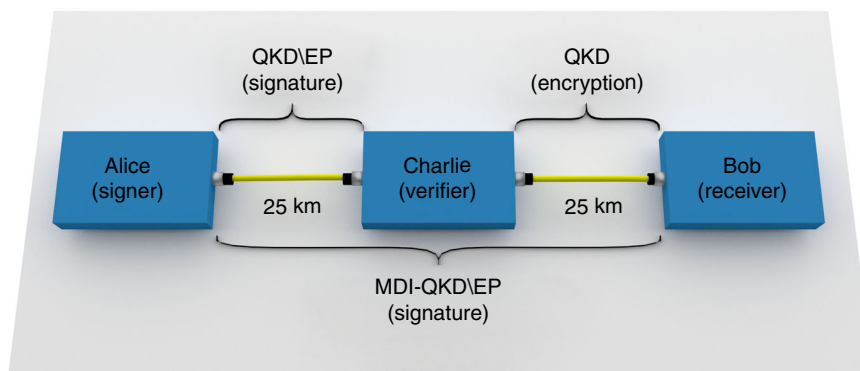 QKD\EP
(signature)
QKD
(encryption)
Alice
(signer)
Charlie
(verifier)
Bob
(receiver)
25 km
25 km
MDI-QKD\EP
(signature)